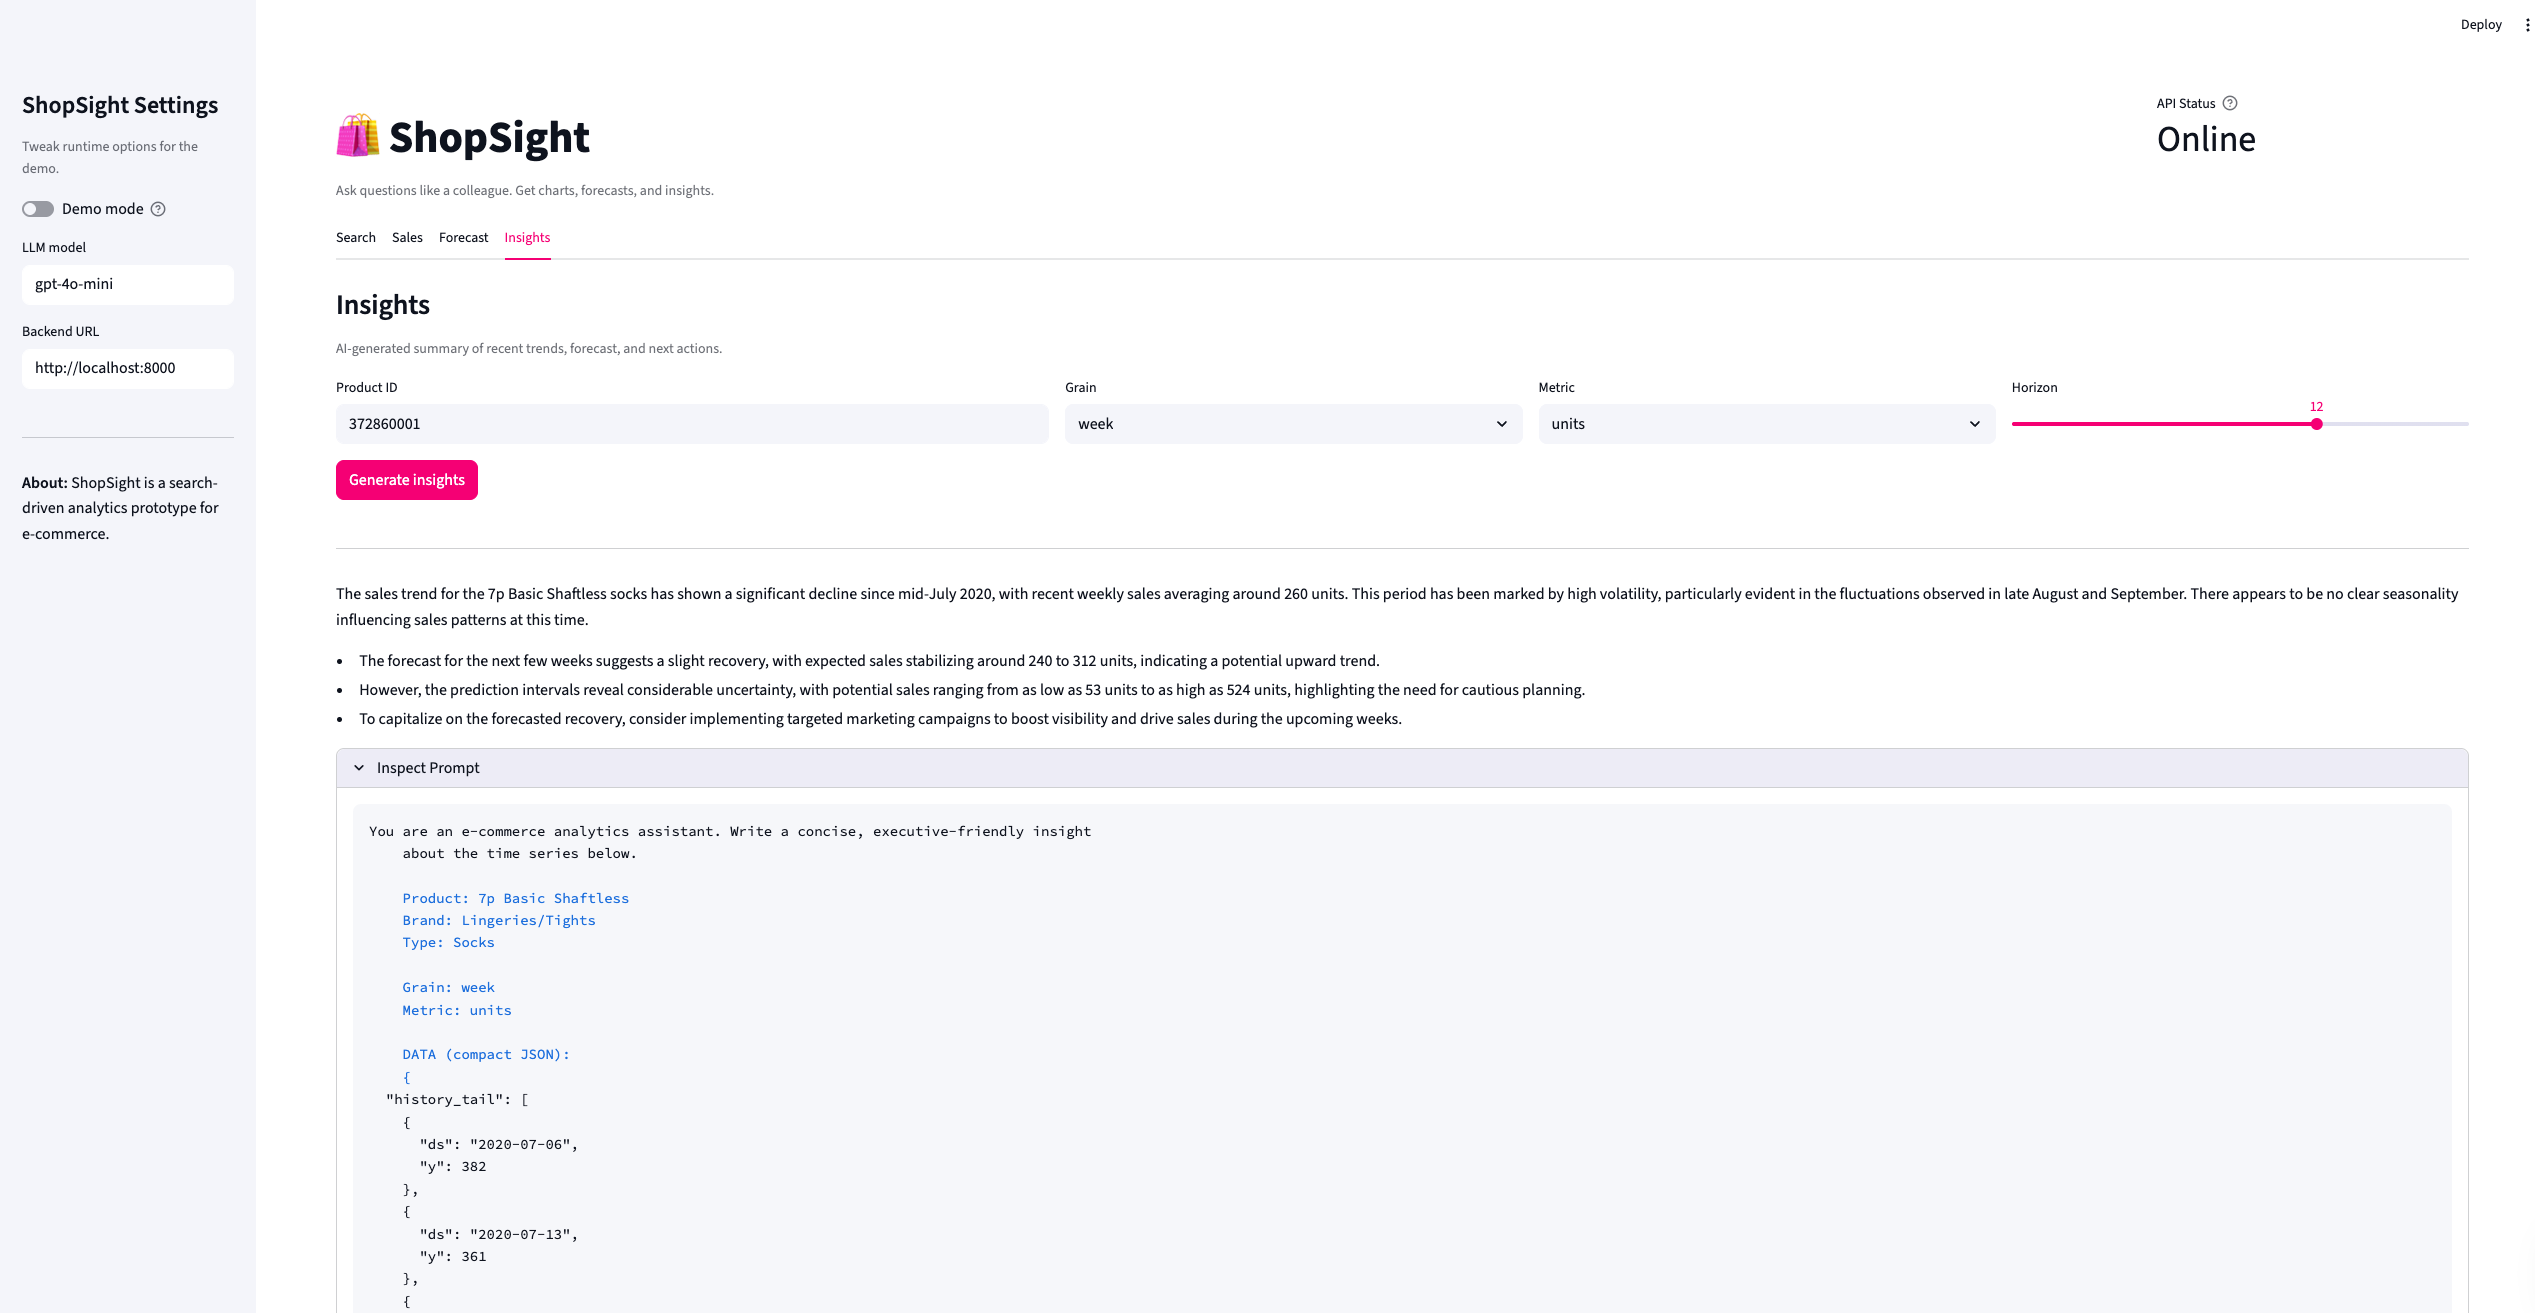 Deploy
ShopSight Settings
Tweak runtime options for the
demo.
Demo mode
LLM model
gpt-4o-mini
Backend URL
http://localhost:8000
About: ShopSight is a search-
driven analytics prototype for
e-commerce.
ShopSight
API Status
Online
Ask questions like a colleague. Get charts, forecasts, and insights.
Search Sales Forecast Insights
Insights
AI-generated summary of recent trends, forecast, and next actions.
Product ID Grain Metric Horizon
12
372860001 week units
Generate insights
The sales trend for the 7p Basic Shaftless socks has shown a significant decline since mid-July 2020, with recent weekly sales averaging around 260 units. This period has been marked by high volatility, particularly evident in the fluctuations observed in late August and September. There appears to be no clear seasonality
influencing sales patterns at this time.
• The forecast for the next few weeks suggests a slight recovery, with expected sales stabilizing around 240 to 312 units, indicating a potential upward trend.
• However, the prediction intervals reveal considerable uncertainty, with potential sales ranging from as low as 53 units to as high as 524 units, highlighting the need for cautious planning.
• To capitalize on the forecasted recovery, consider implementing targeted marketing campaigns to boost visibility and drive sales during the upcoming weeks.
Inspect Prompt
You are an e-commerce analytics assistant. Write a concise, executive-friendly insight
about the time series below.
Product: 7p Basic Shaftless
Brand: Lingeries/Tights
Type: Socks
Grain: week
Metric: units
DATA (compact JSON):
{
"history_tail": [
{
"ds": "2020-07-06",
"y": 382
},
{
"ds": "2020-07-13",
"y": 361
},
{